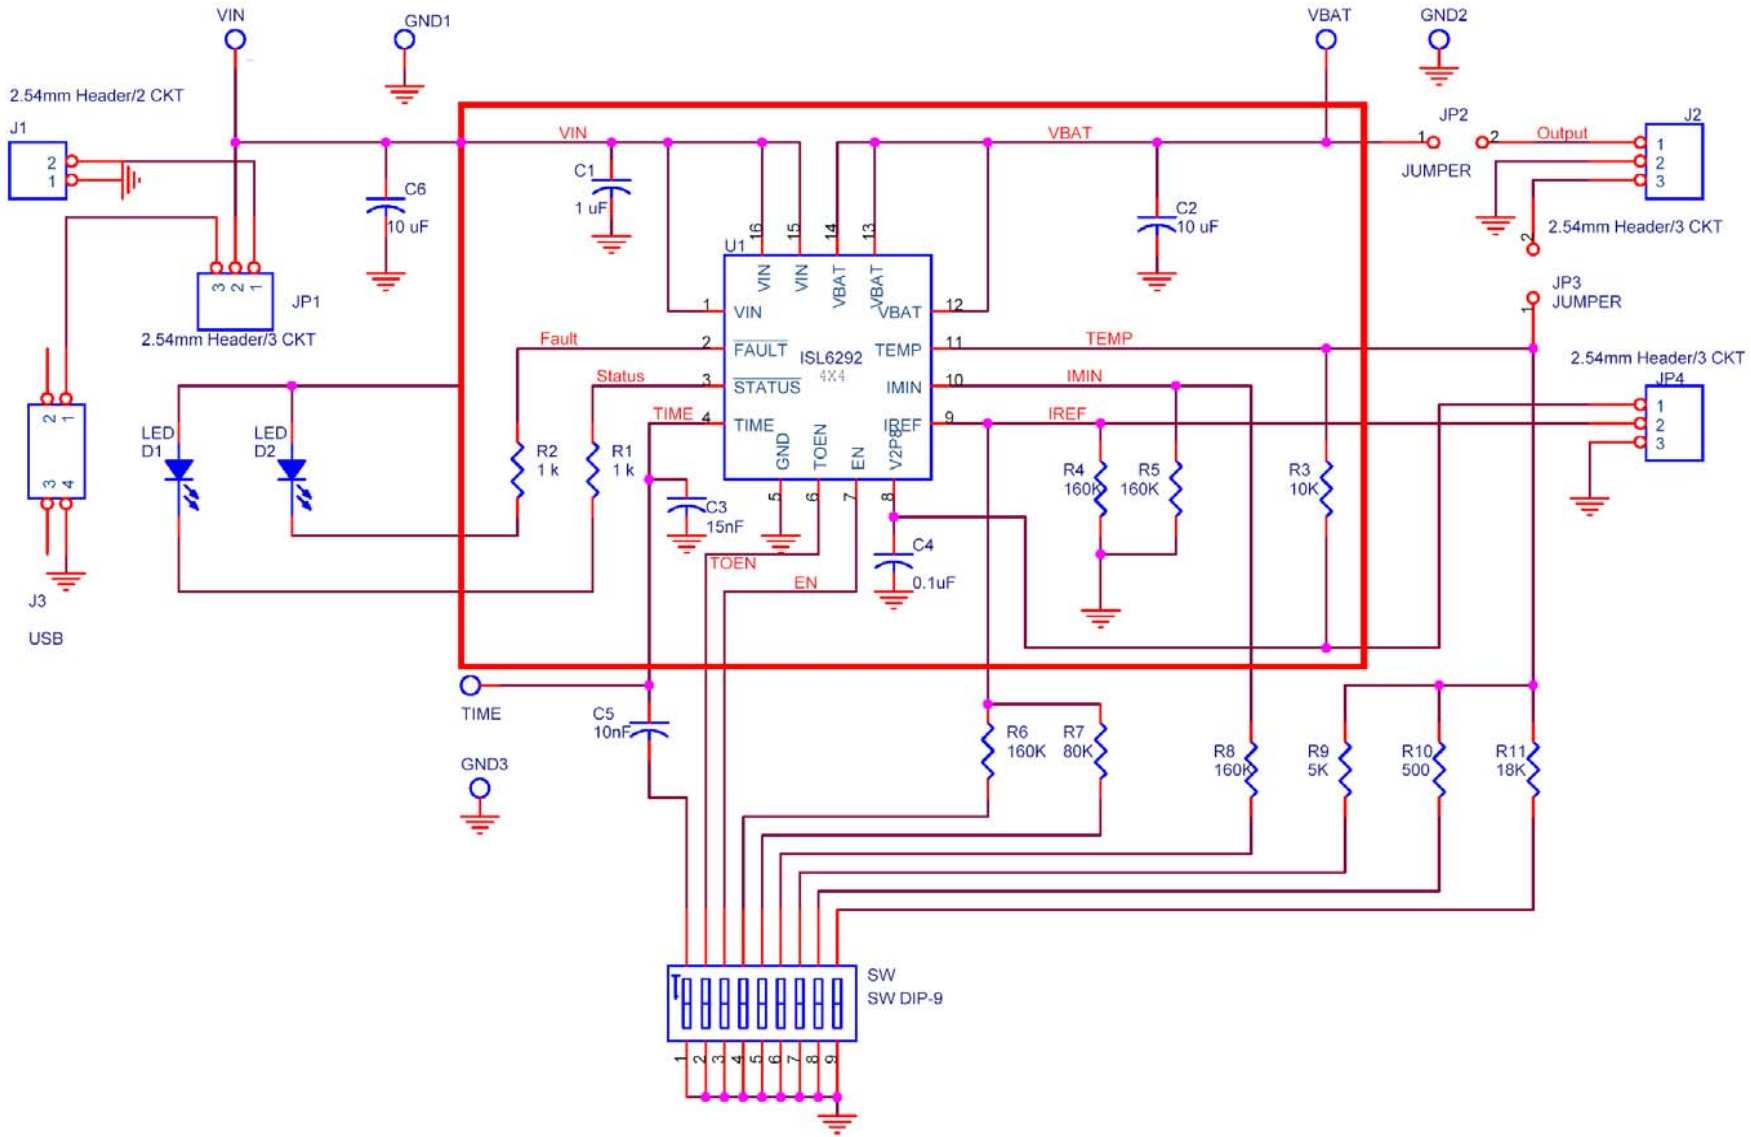 VIN
GND1
VBAT
GND2
2.54mm Header/2 CKT
J1
2
1
VIN
VBAT
JP2
1
2
JUMPER
Output
J2
1
2
3
2.54mm Header/3 CKT
C6
10 uF
C1
1 uF
C2
10 uF
3
2
1
JP1
2.54mm Header/3 CKT
U1
16
15
14
13
VIN
VIN
VBAT
VBAT
1
VIN
VBAT
12
2
FAULT
TEMP
11
3
STATUS
IMIN
10
4
TIME
IREF
9
ISL6292
4X4
GND
TOEN
EN
V2P8
5
6
7
8
Fault
Status
TIME
TEMP
IMIN
IREF
2
JP3
JUMPER
1
2.54mm Header/3 CKT
JP4
1
2
3
2
1
3
4
J3
USB
LED
D1
LED
D2
R2
1 k
R1
1 k
C3
15nF
TOEN
EN
C4
0.1uF
R4
160K
R5
160K
R3
10K
TIME
C5
10nF
GND3
R6
160K
R7
80K
R8
160K
R9
5K
R10
500
R11
18K
SW
SW DIP-9
1
2
3
4
5
6
7
8
9